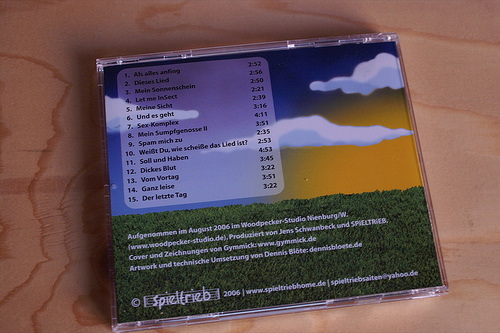 1. Als alles anfing 2:52
2. Dieses Lied 2:56
3. Mein Sonnenschein 2:50
4. Let me InSect 2:21
5. Meine Sicht 2:39
6. Und es geht 3:16
7. Sex-Komplex 4:11
8. Mein Sumpfgenosse II 3:51
9. Spam mich zu 2:35
10. Weißt Du, wie scheiße das Lied ist? 2:53
11. Soll und Haben 4:53
12. Dickes Blut 3:45
13. Vom Vortag 3:22
14. Ganz leise 3:51
15. Der letzte Tag 3:22
Aufgenommen im August 2006 im Woodpecker-Studio Nienburg/W.
(www.woodpecker-studio.de), Produziert von Jens Schwanbeck und SPIELTRIEB.
Cover und Zeichnungen von Gymmick: www.gymmick.de
Artwork und technische Umsetzung von Dennis Blöte: dennisbloese.de
© spieltrieb 2006 | www.spieltriebhome.de | spieltriebsaiten@yahoo.de